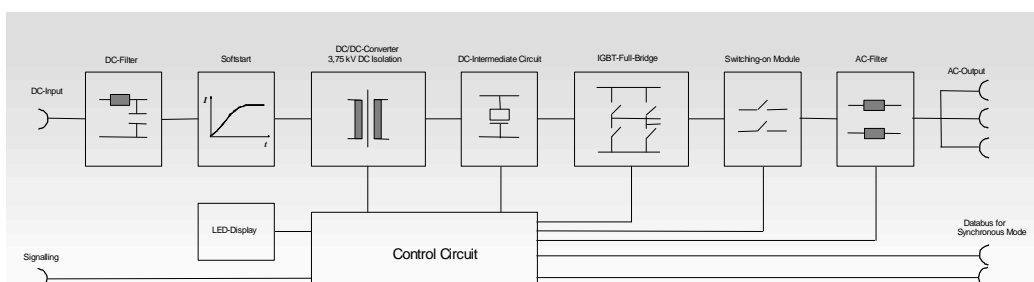 DC-Filter
Softstart
DC/DC-Converter
3,75 kV DC Isolation
DC-Intermediate Circuit
IGBT-Full-Bridge
Switching-on Module
AC-Filter
AC-Output
DC-Input
I
t
LED-Display
Control Circuit
Databus for
Synchronous Mode
Signalling